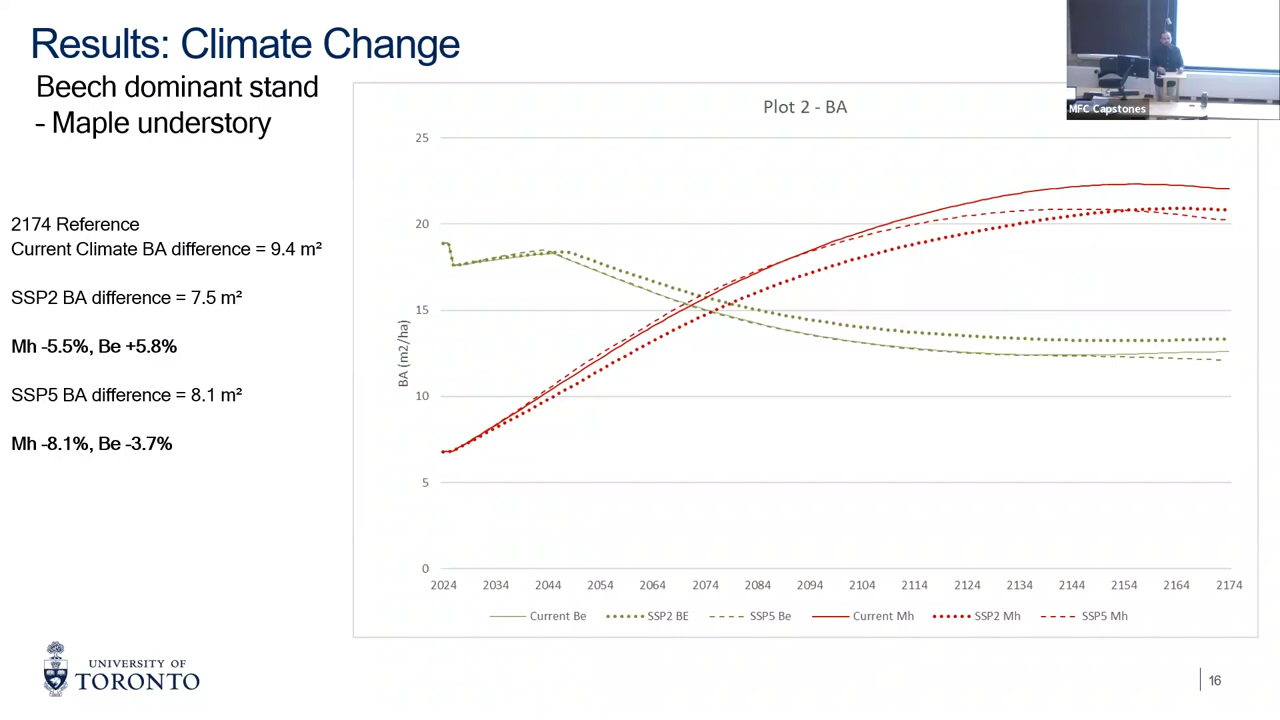 Results: Climate Change
Beech dominant stand
- Maple understory
MFC Capstones
2174 Reference
Current Climate BA difference = 9.4 m²
SSP2 BA difference = 7.5 m²
Mh -5.5%, Be +5.8%
SSP5 BA difference = 8.1 m²
Mh -8.1%, Be -3.7%
Plot 2 - BA
BA (m2/ha)
25
20
15
10
5
0
2024 2034 2044 2054 2064 2074 2084 2094 2104 2114 2124 2134 2144 2154 2164 2174
Current Be SSP2 BE SSP5 Be Current Mh SSP2 Mh SSP5 Mh
UNIVERSITY OF
TORONTO
16